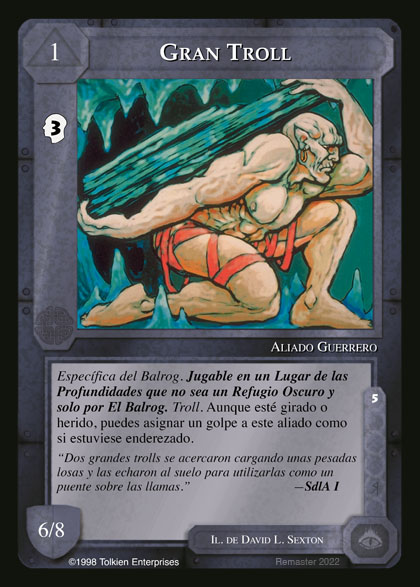 1
GRAN TROLL
3
ALIADO GUERRERO
Específica del Balrog. Jugable en un Lugar de las
Profundidades que no sea un Refugio Oscuro y
solo por El Balrog. Troll. Aunque esté girado o
herido, puedes asignar un golpe a este aliado como
si estuviese enderezado.
5
“Dos grandes trolls se acercaron cargando unas pesadas
losas y las echaron al suelo para utilizarlas como un
puente sobre las llamas.” —SdlA I
6/8
IL. DE DAVID L. SEXTON
©1998 Tolkien Enterprises
Remaster 2022